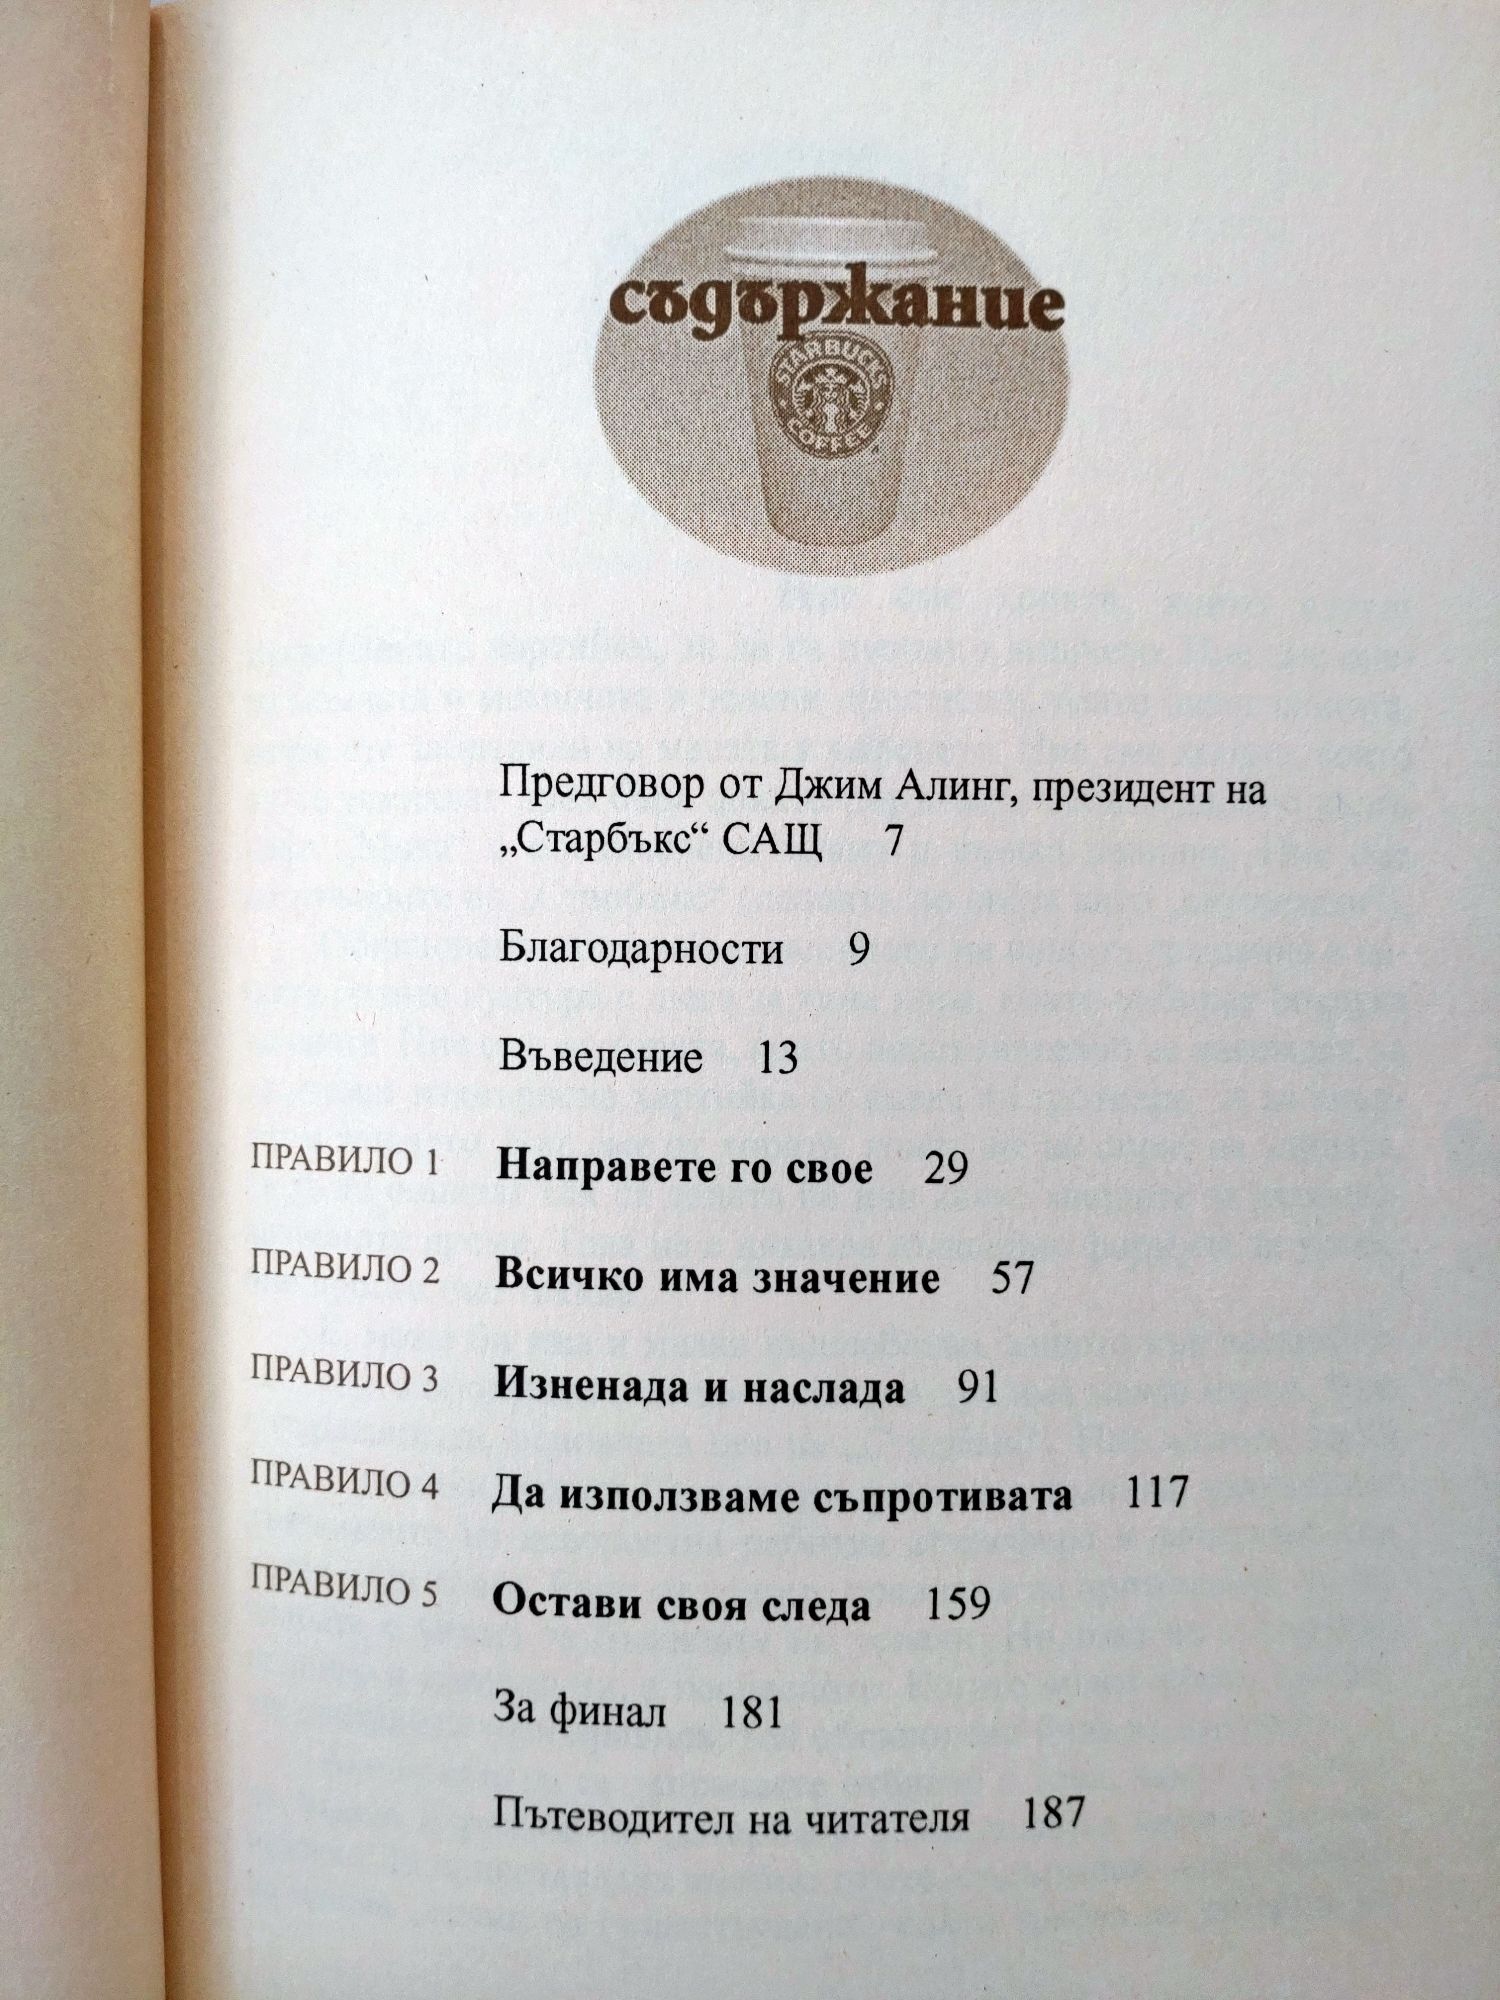 съдържание
STARBUCKS
COFFEE
Предговор от Джим Алинг, президент на
„Старбъкс“ САЩ 7
Благодарности 9
Въведение 13
ПРАВИЛО 1 Направете го свое 29
ПРАВИЛО 2 Всичко има значение 57
ПРАВИЛО 3 Изненада и наслада 91
ПРАВИЛО 4 Да използваме съпротивата 117
ПРАВИЛО 5 Остави своя следа 159
За финал 181
Пътеводител на читателя 187